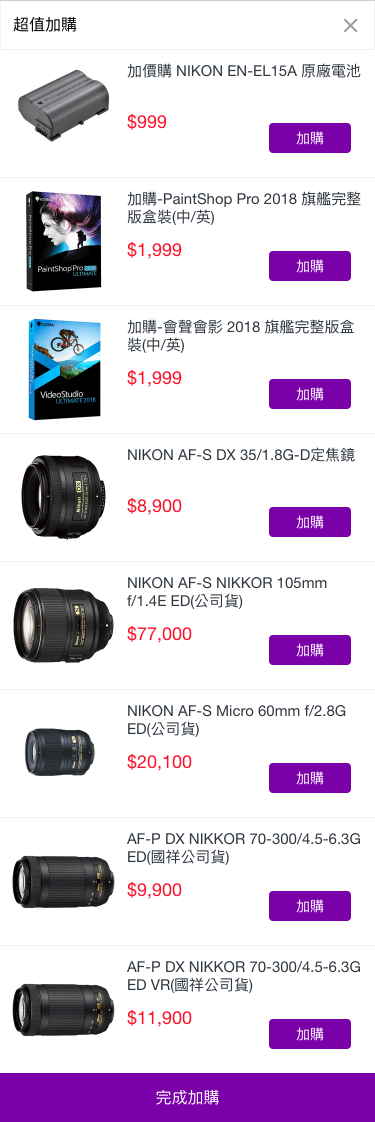 超值加購
加價購 NIKON EN-EL15A 原廠電池
$999
加購
加購-PaintShop Pro 2018 旗艦完整
版盒裝(中/英)
PaintShop Pro 2018
ULTIMATE
$1,999
加購
加購-會聲會影 2018 旗艦完整版盒
裝(中/英)
VideoStudio
ULTIMATE 2018
$1,999
加購
NIKON AF-S DX 35/1.8G-D定焦鏡
Nikon
DX
$8,900
加購
NIKON AF-S NIKKOR 105mm
f/1.4E ED(公司貨)
$77,000
加購
NIKON AF-S Micro 60mm f/2.8G
ED(公司貨)
$20,100
加購
AF-P DX NIKKOR 70-300/4.5-6.3G
ED(國祥公司貨)
$9,900
加購
AF-P DX NIKKOR 70-300/4.5-6.3G
ED VR(國祥公司貨)
$11,900
加購
完成加購